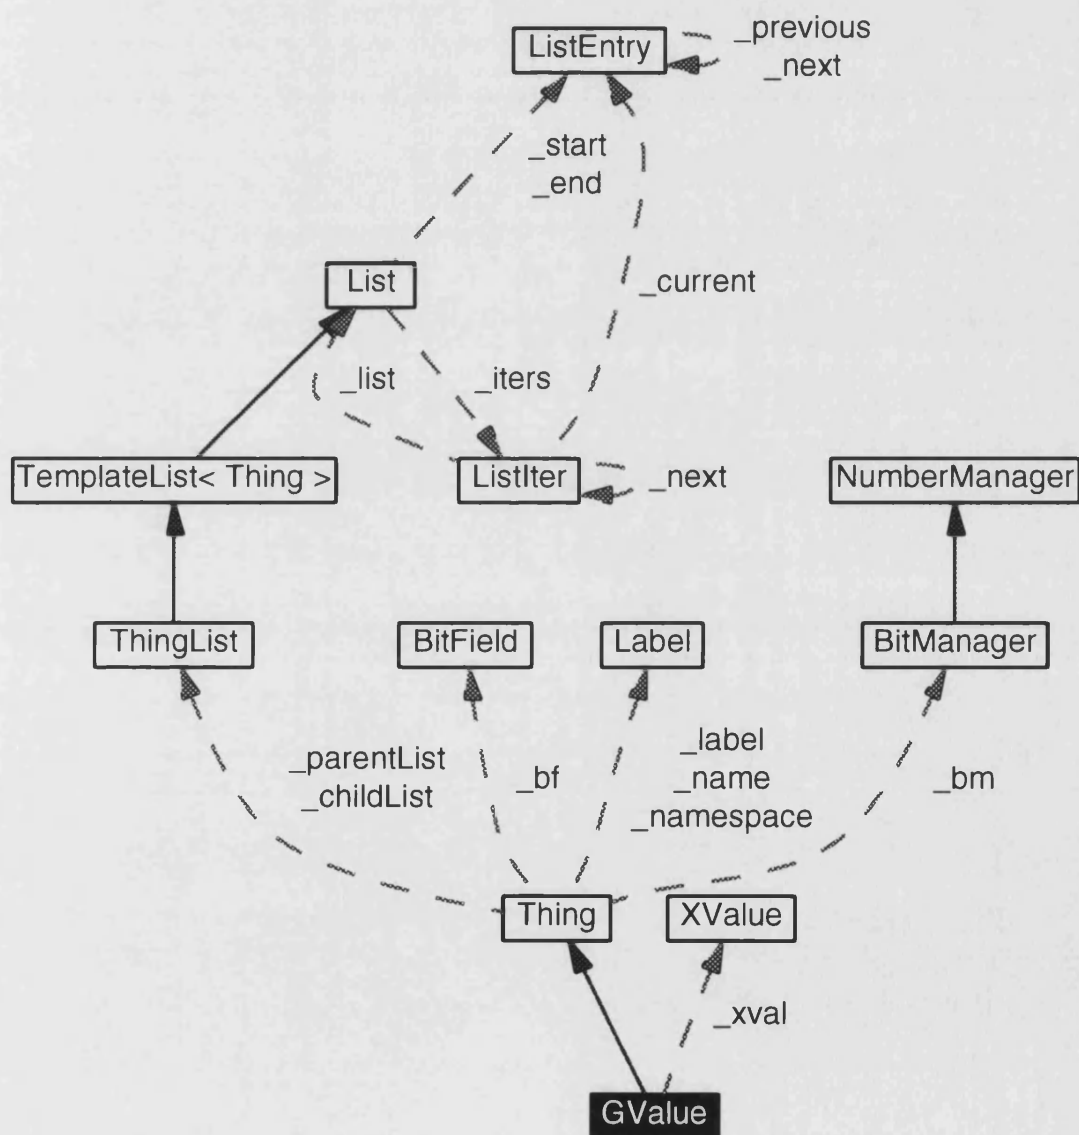 ListEntry
_previous
_next
_start
_end
List
_current
_list
_iters
TemplateList< Thing >
ListIter
_next
NumberManager
ThingList
BitField
Label
BitManager
_parentList
_childList
_bf
_label
_name
_namespace
_bm
Thing
XValue
_xval
GValue